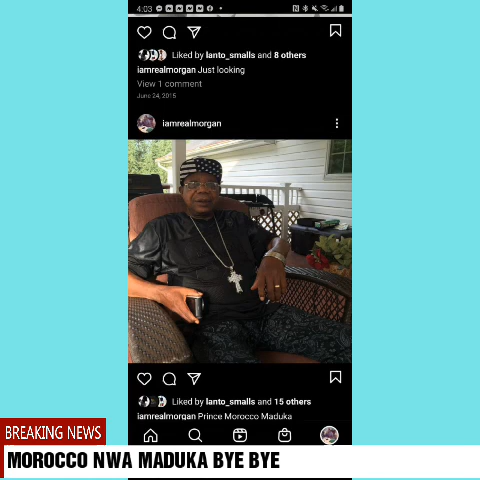 4:03
Liked by lanto_smalls and 8 others
iamrealmorgan Just looking
View 1 comment
June 24, 2015
iamrealmorgan
Liked by lanto_smalls and 15 others
iamrealmorgan Prince Morocco Maduka
BREAKING NEWS
MOROCCO NWA MADUKA BYE BYE